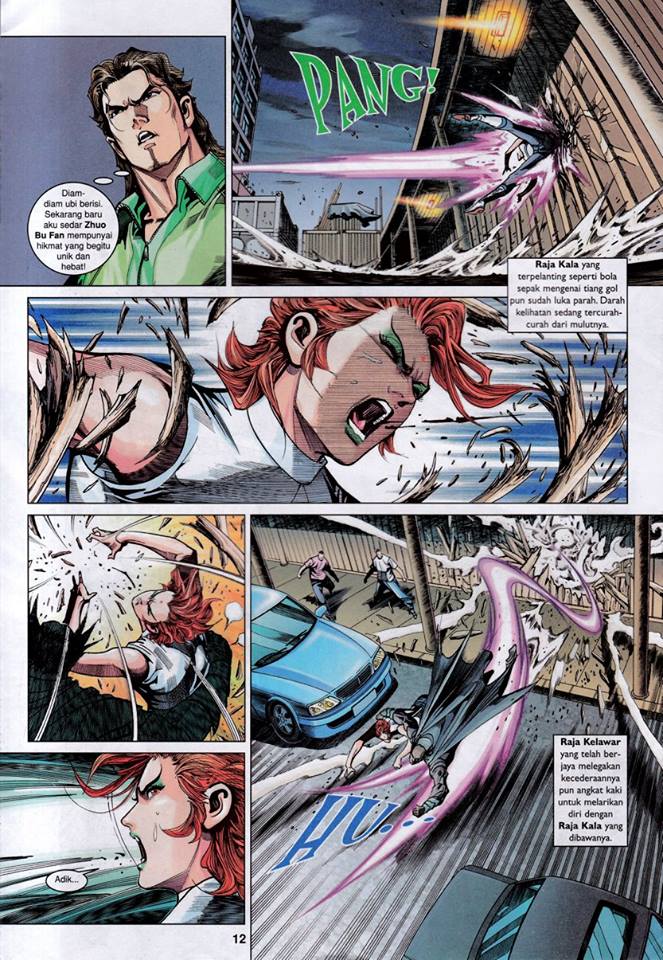 Diam-
diam ubi berisi.
Sekarang baru
aku sedar Zhuo
Bu Fan mempunyai
hikmat yang begitu
unik dan
hebat!
PANG!
Raja Kala yang
terpelanting seperti bola
sepak mengenai tiang gol
pun sudah luka parah. Darah
kelihatan sedang tercurah-
curah dari mulutnya.
Raja Kelawar
yang telah ber-
jaya melegakan
kecederaannya
pun angkat kaki
untuk melarikan
diri dengan
Raja Kala yang
dibawanya.
HU...
Adik...
12